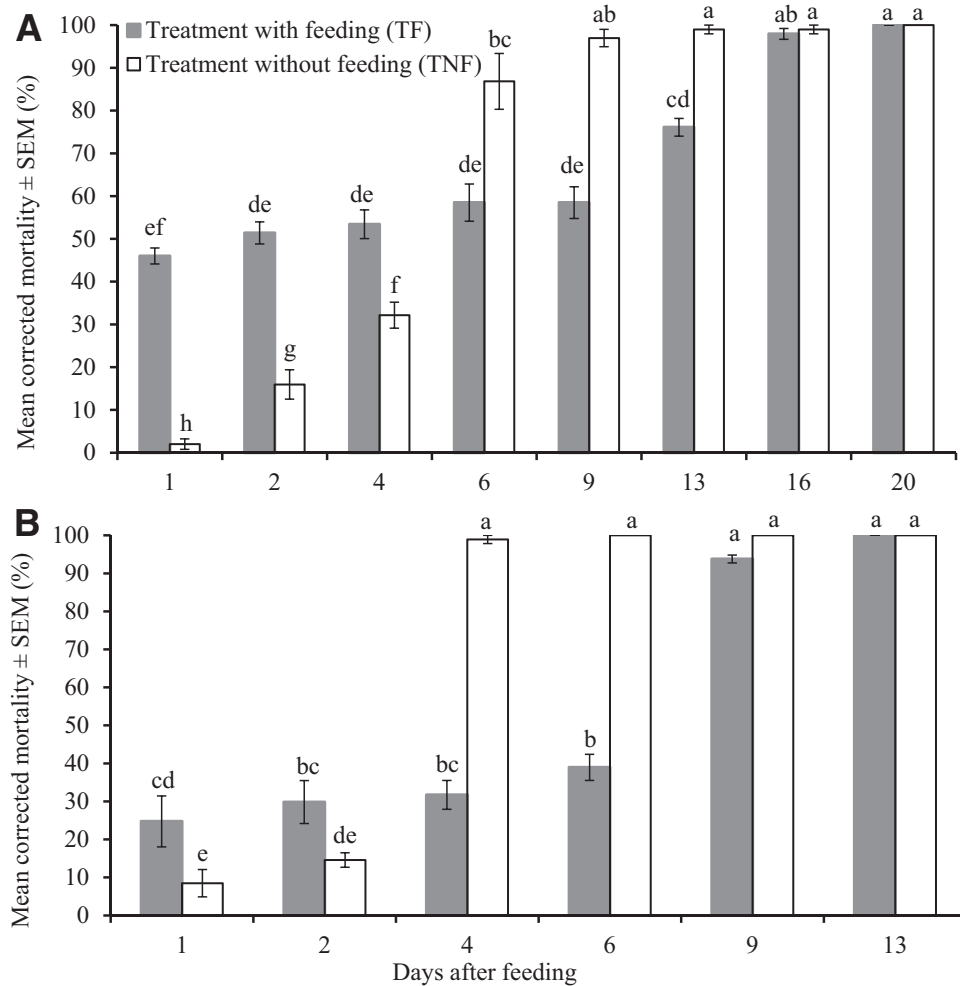 A
Treatment with feeding (TF)
Treatment without feeding (TNF)
Mean corrected mortality ± SEM (%)
100
90
80
70
60
50
40
30
20
10
0
ef
h
de
g
de
f
de
bc
de
ab
cd
a
ab
a
a
a
1 2 4 6 9 13 16 20
B
Mean corrected mortality ± SEM (%)
100
90
80
70
60
50
40
30
20
10
0
cd
e
bc
de
bc
a
b
a
a
a
a
a
1 2 4 6 9 13
Days after feeding